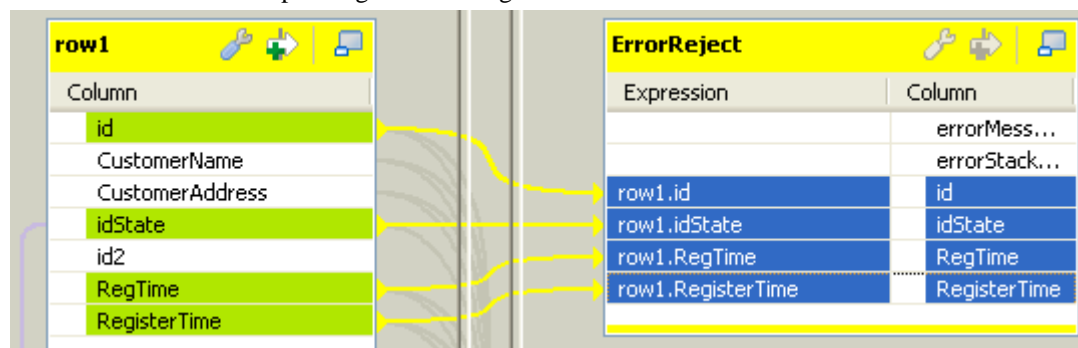 row1
Column
id
CustomerName
CustomerAddress
idState
id2
RegTime
RegisterTime
ErrorReject
Expression Column
errorMess...
errorStack...
row1.id id
row1.idState idState
row1.RegTime RegTime
row1.RegisterTime RegisterTime